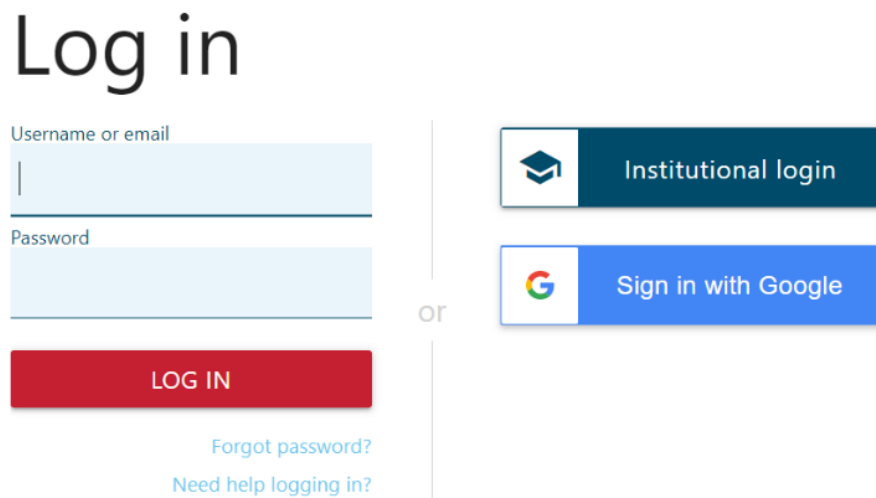 Log in
Username or email
Password
LOG IN
Forgot password?
Need help logging in?
or
Institutional login
Sign in with Google